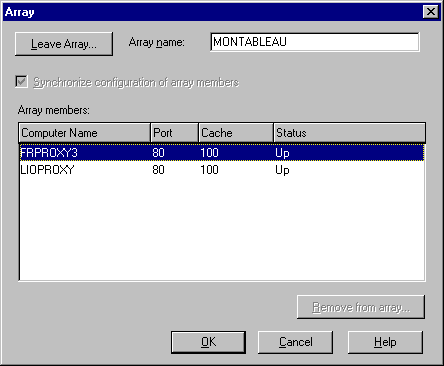 Array
Leave Array... Array name: MONTABLEAU
Synchronize configuration of array members
Array members:
Computer Name Port Cache Status
FRPROXY3 80 100 Up
LIOPROXY 80 100 Up
Remove from array...
OK Cancel Help